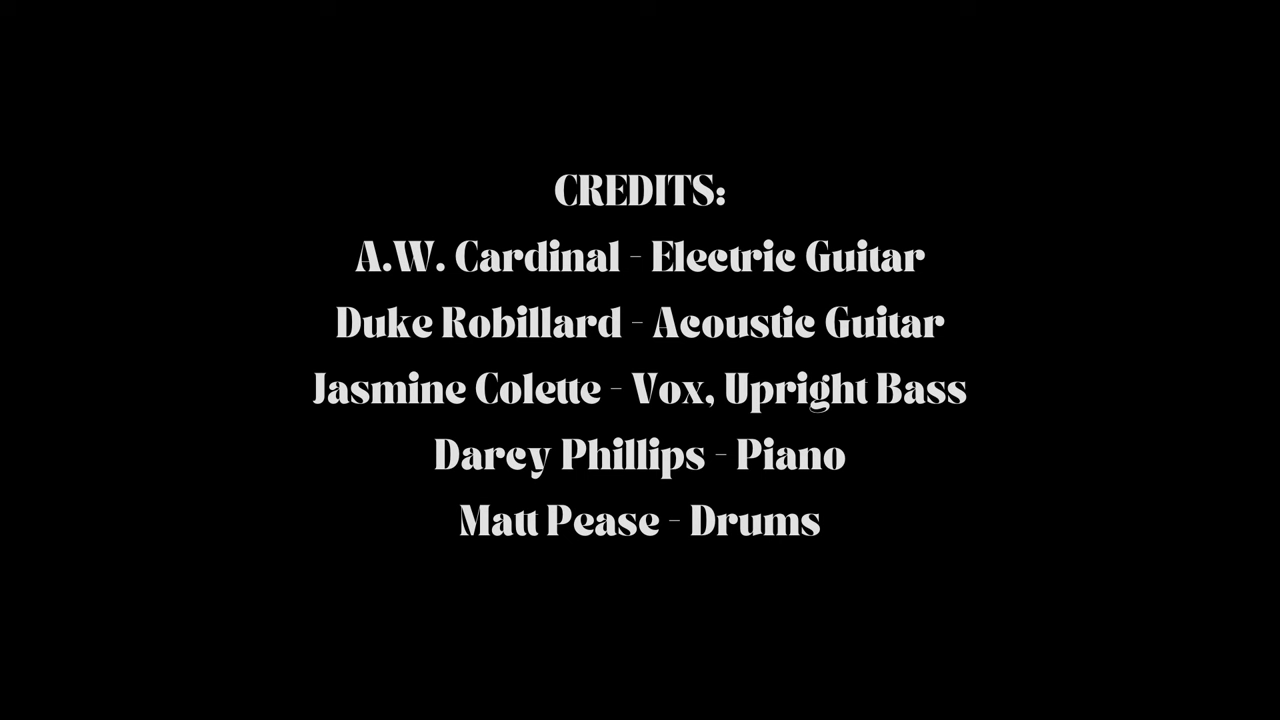 CREDITS:
A.W. Cardinal - Electric Guitar
Duke Robillard - Acoustic Guitar
Jasmine Colette - Vox, Upright Bass
Darcy Phillips - Piano
Matt Pease - Drums